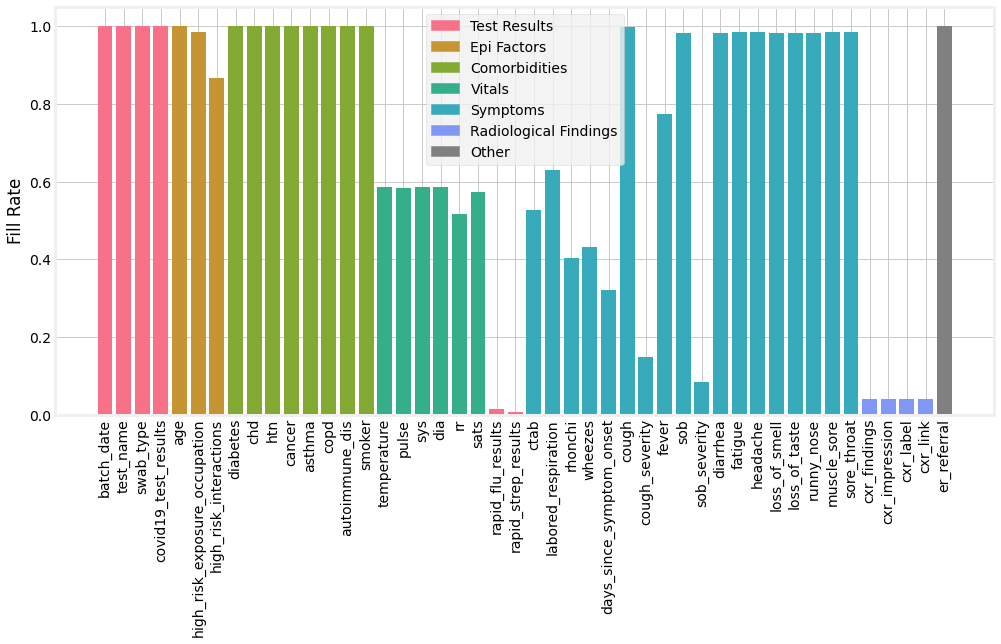 Fill Rate
1.0
0.8
0.6
0.4
0.2
0.0
Test Results
Epi Factors
Comorbidities
Vitals
Symptoms
Radiological Findings
Other
batch_date
test_name
swab_type
covid19_test_results
age
high_risk_exposure_occupation
high_risk_interactions
diabetes
chd
htn
cancer
asthma
copd
autoimmune_dis
smoker
temperature
pulse
sys
dia
rr
sats
rapid_flu_results
rapid_strep_results
ctab
labored_respiration
rhonchi
wheezes
days_since_symptom_onset
cough
cough_severity
fever
sob
sob_severity
diarrhea
fatigue
headache
loss_of_smell
loss_of_taste
runny_nose
muscle_sore
sore_throat
cxr_findings
cxr_impression
cxr_label
cxr_link
er_referral